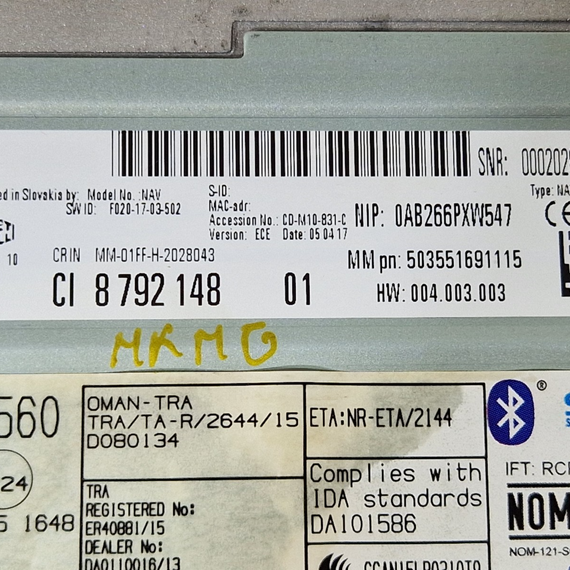 SNR: 000202
ed in Slovakia by: Model No.:NAV
SW ID: F020-17-03-502
S-ID:
MAC-adr:
Accession No.: CD-M10-831-C
Version: ECE Date: 05 04 17
NIP: 0AB266PXW547
Type: NA
CE
10
CRIN MM-01FF-H-2028043
MM pn: 503551691115
CI 8 792 148 01
HW: 004.003.003
MKMG
560
24
5 1648
OMAN-TRA
TRA/TA-R/2644/15
D080134
TRA
REGISTERED No:
ER40881/15
DEALER No:
DA0110016/13
ETA:NR-ETA/2144
Complies with
IDA standards
DA101586
®
IFT: RC
NOM
NOM-121-S